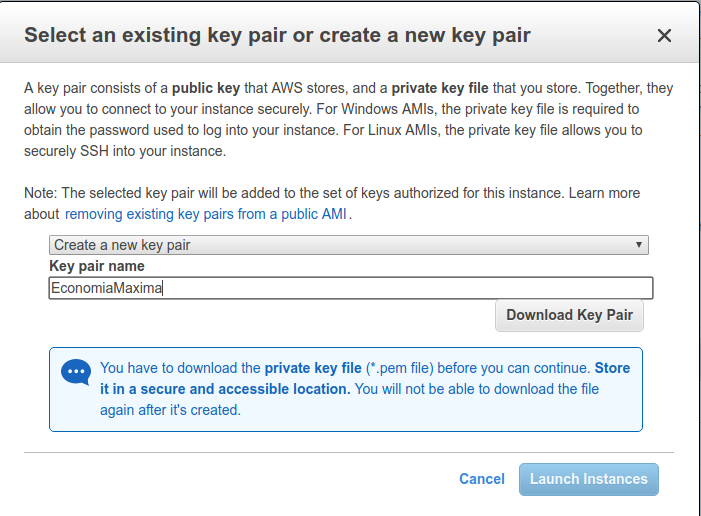 Select an existing key pair or create a new key pair
A key pair consists of a public key that AWS stores, and a private key file that you store. Together, they
allow you to connect to your instance securely. For Windows AMIs, the private key file is required to
obtain the password used to log into your instance. For Linux AMIs, the private key file allows you to
securely SSH into your instance.
Note: The selected key pair will be added to the set of keys authorized for this instance. Learn more
about removing existing key pairs from a public AMI.
Create a new key pair
Key pair name
EconomiaMaxima
Download Key Pair
You have to download the private key file (*.pem file) before you can continue. Store
it in a secure and accessible location. You will not be able to download the file
again after it's created.
Cancel Launch Instances